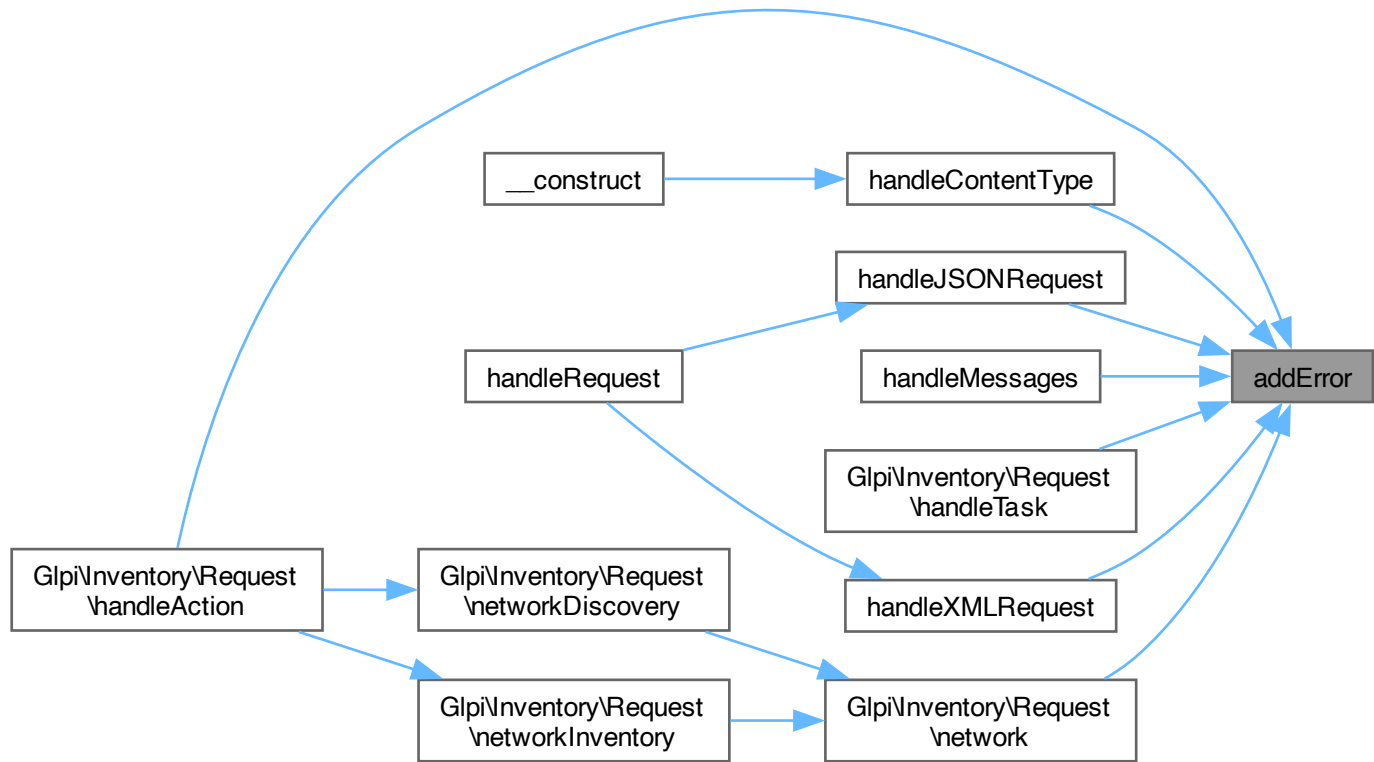 __construct
handleContentType
handleJSONRequest
handleRequest
handleMessages
addError
Glpi\Inventory\Request
\handleTask
Glpi\Inventory\Request
\handleAction
Glpi\Inventory\Request
\networkDiscovery
handleXMLRequest
Glpi\Inventory\Request
\networkInventory
Glpi\Inventory\Request
\network